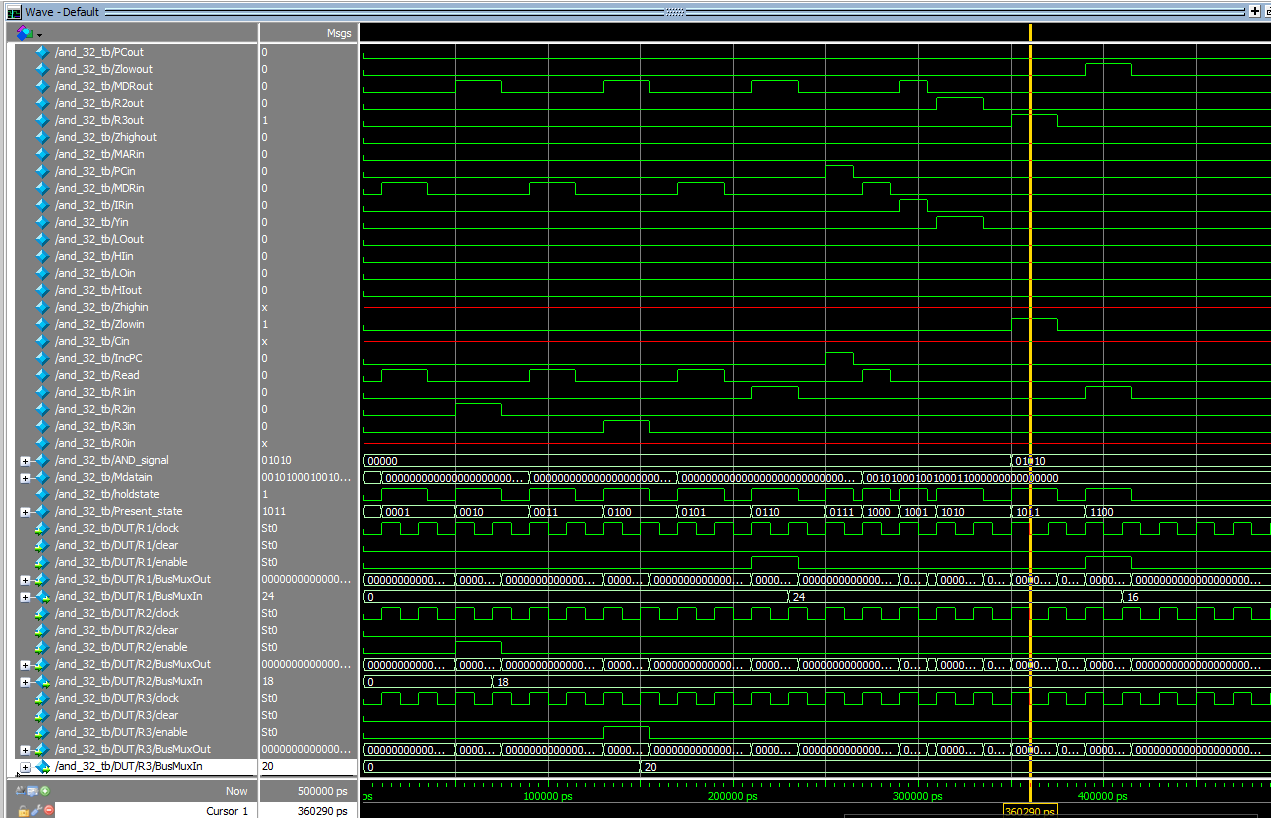 Wave - Default
Msgs
/and_32_tb/PCout 0
/and_32_tb/Zlowout 0
/and_32_tb/MDRout 0
/and_32_tb/R2out 0
/and_32_tb/R3out 1
/and_32_tb/Zhighout 0
/and_32_tb/MARin 0
/and_32_tb/PCin 0
/and_32_tb/MDRin 0
/and_32_tb/IRin 0
/and_32_tb/Yin 0
/and_32_tb/LOout 0
/and_32_tb/HIin 0
/and_32_tb/LOin 0
/and_32_tb/HIout 0
/and_32_tb/Zhighin x
/and_32_tb/Zlowin 1
/and_32_tb/Cin x
/and_32_tb/IncPC 0
/and_32_tb/Read 0
/and_32_tb/R1in 0
/and_32_tb/R2in 0
/and_32_tb/R3in 0
/and_32_tb/R0in x
/and_32_tb/AND_signal 01010 00000 01010
/and_32_tb/Mdatain 0010100010010... 0000000000000000000000... 0000000000000000000000... 000000000000000000000000000... 00101000100100011000000000000000
/and_32_tb/holdstate 1
/and_32_tb/Present_state 1011 0001 0010 0011 0100 0101 0110 0111 1000 1001 1010 1011 1100
/and_32_tb/DUT/R1/clock St0
/and_32_tb/DUT/R1/clear St0
/and_32_tb/DUT/R1/enable St0
/and_32_tb/DUT/R1/BusMuxOut 0000000000000... 00000000000... 0000... 0000000000000... 0000... 0000000000000... 0000... 0000000000000... 0... 0000... 0... 0000... 0... 0000... 000000000000000000...
/and_32_tb/DUT/R1/BusMuxIn 24 0 24 16
/and_32_tb/DUT/R2/clock St0
/and_32_tb/DUT/R2/clear St0
/and_32_tb/DUT/R2/enable St0
/and_32_tb/DUT/R2/BusMuxOut 0000000000000... 00000000000... 0000... 0000000000000... 0000... 0000000000000... 0000... 0000000000000... 0... 0000... 0... 0000... 0... 0000... 000000000000000000...
/and_32_tb/DUT/R2/BusMuxIn 18 0 18
/and_32_tb/DUT/R3/clock St0
/and_32_tb/DUT/R3/clear St0
/and_32_tb/DUT/R3/enable St0
/and_32_tb/DUT/R3/BusMuxOut 0000000000000... 00000000000... 0000... 0000000000000... 0000... 0000000000000... 0000... 0000000000000... 0... 0000... 0... 0000... 0... 0000... 000000000000000000...
/and_32_tb/DUT/R3/BusMuxIn 20 0 20
Now 500000 ps ps 100000 ps 200000 ps 300000 ps 400000 ps
Cursor 1 360290 ps 360290 ps